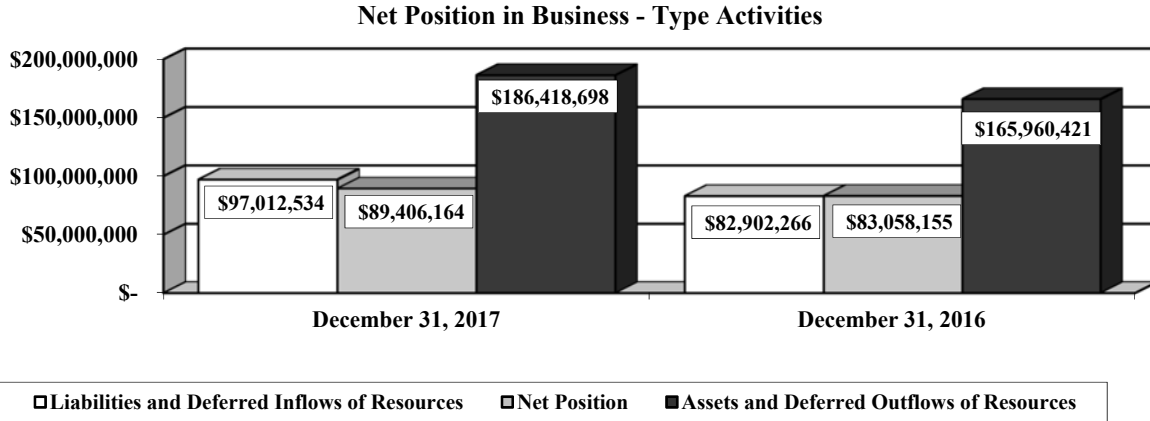 Net Position in Business - Type Activities
$200,000,000
$150,000,000
$100,000,000
$50,000,000
$-
$97,012,534
$89,406,164
$186,418,698
$82,902,266
$83,058,155
$165,960,421
December 31, 2017
December 31, 2016
Liabilities and Deferred Inflows of Resources
Net Position
Assets and Deferred Outflows of Resources